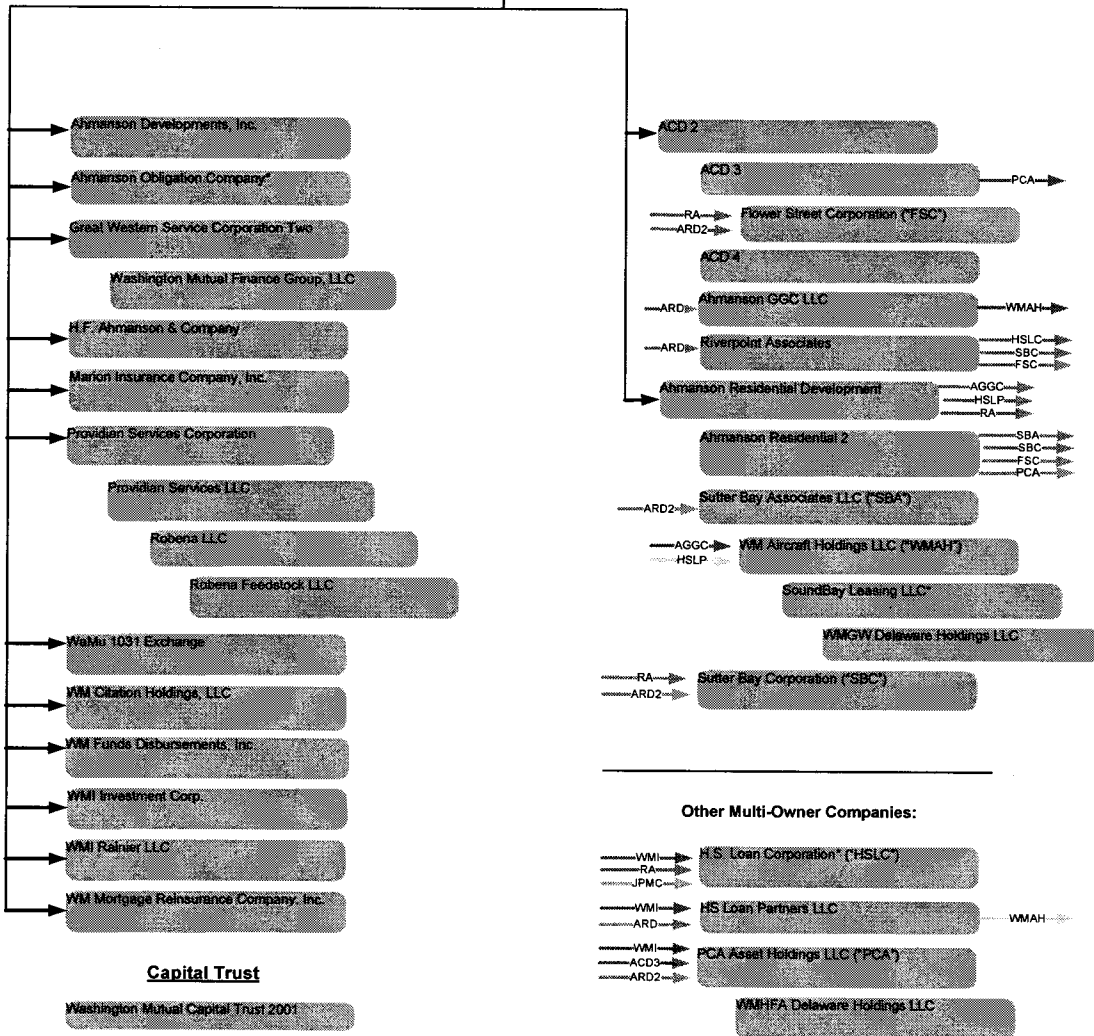 Ahmanson Developments, Inc.
Ahmanson Obligation Company*
Great Western Service Corporation Two
Washington Mutual Finance Group, LLC
H.F. Ahmanson & Company
Marion Insurance Company, Inc.
Providian Services Corporation
Providian Services LLC
Robena LLC
Robena Feedstock LLC
WaMu 1031 Exchange
WM Citation Holdings, LLC
WM Funds Disbursements, Inc.
WMI Investment Corp.
WMI Rainier LLC
WM Mortgage Reinsurance Company, Inc.
Capital Trust
Washington Mutual Capital Trust 2001
ACD 2
ACD 3
PCA
RA
ARD2
Flower Street Corporation ("FSC")
ACD 4
ARD
Ahmanson GGC LLC
WMAH
ARD
Riverpoint Associates
HSLC
SBC
FSC
Ahmanson Residential Development
AGGC
HSLP
RA
Ahmanson Residential 2
SBA
SBC
FSC
PCA
ARD2
Sutter Bay Associates LLC ("SBA")
AGGC
HSLP
WM Aircraft Holdings LLC ("WMAH")
SoundBay Leasing LLC*
WMGW Delaware Holdings LLC
RA
ARD2
Sutter Bay Corporation ("SBC")
Other Multi-Owner Companies:
WMI
RA
JPMC
H.S. Loan Corporation* ("HSLC")
WMI
ARD
HS Loan Partners LLC
WMAH
WMI
ACD3
ARD2
PCA Asset Holdings LLC ("PCA")
WMHFA Delaware Holdings LLC